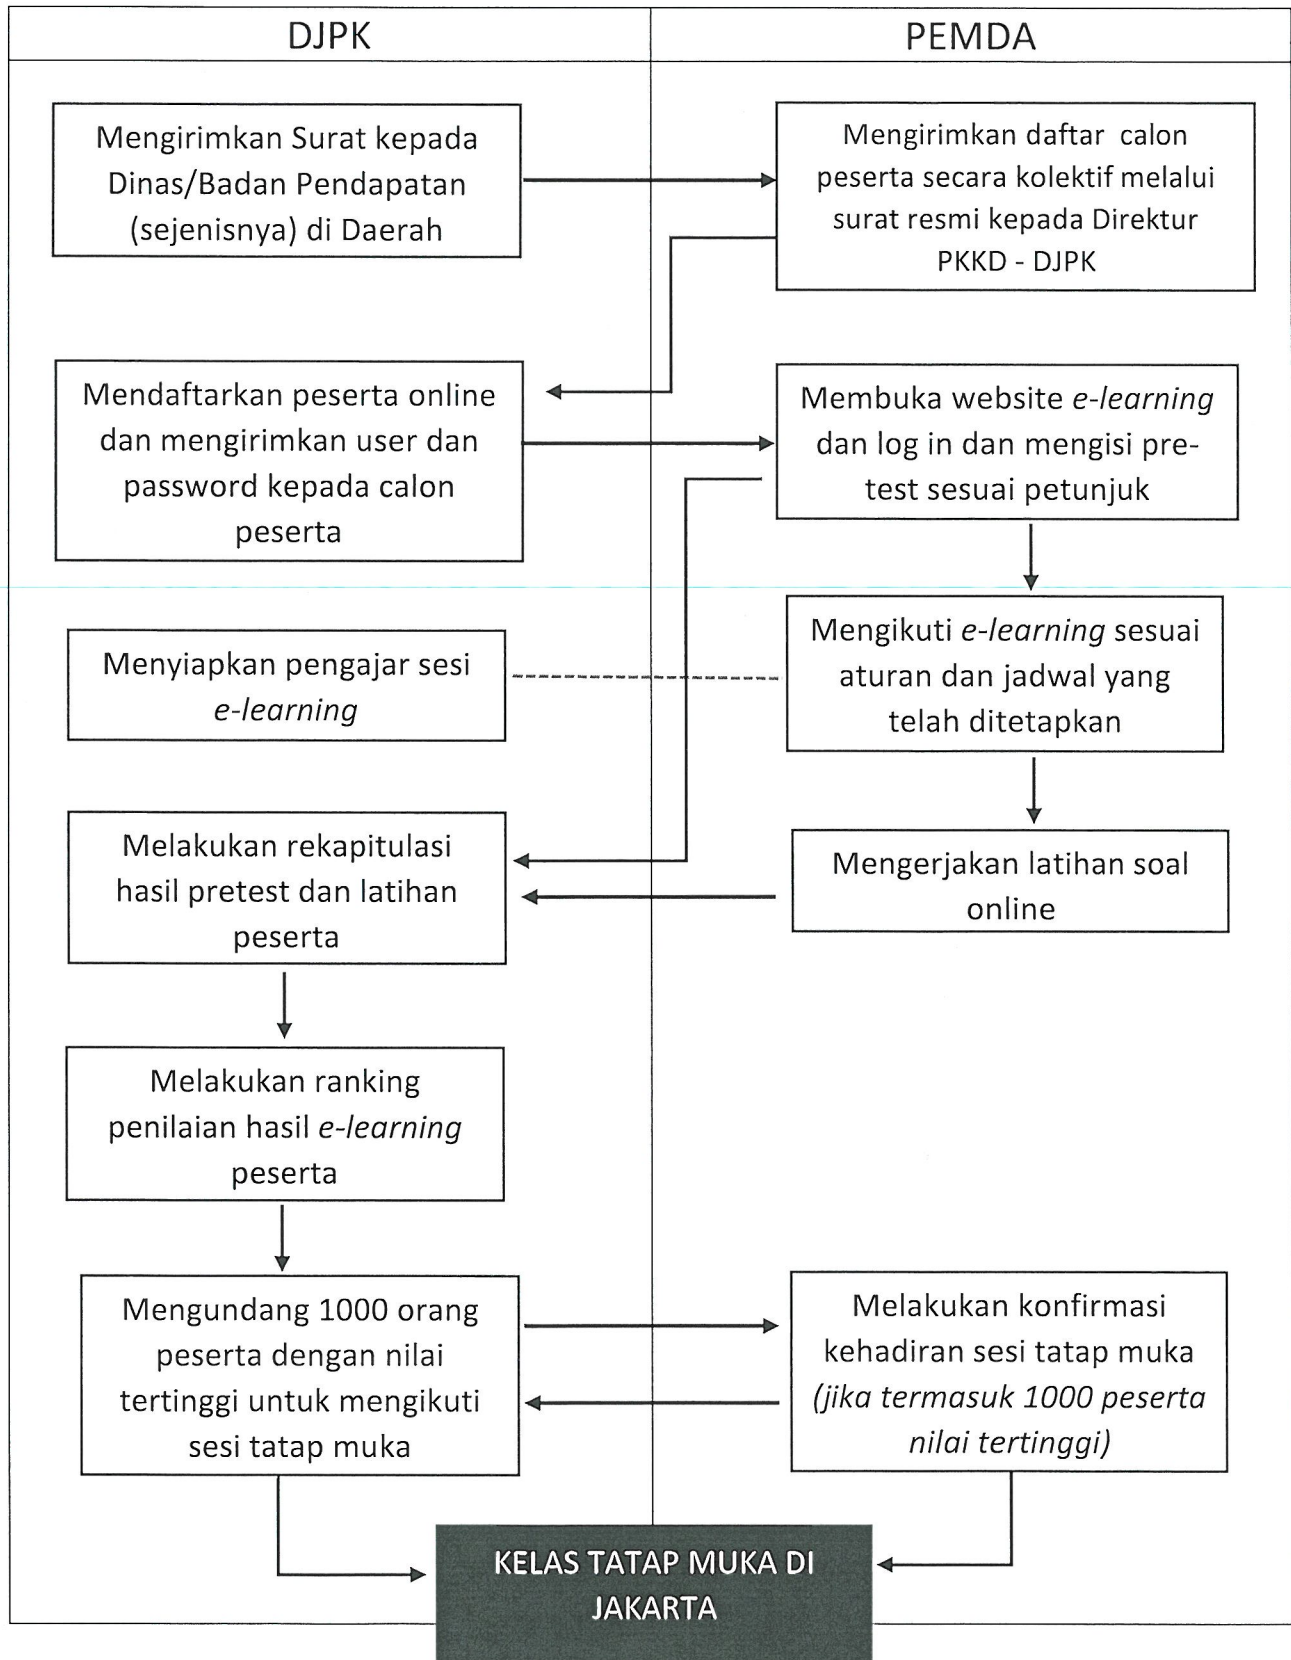 DJPK
PEMDA
Mengirimkan Surat kepada
Dinas/Badan Pendapatan
(sejenisnya) di Daerah
Mengirimkan daftar calon
peserta secara kolektif melalui
surat resmi kepada Direktur
PKKD - DJPK
Mendaftarkan peserta online
dan mengirimkan user dan
password kepada calon
peserta
Membuka website e-learning
dan log in dan mengisi pre-
test sesuai petunjuk
Menyiapkan pengajar sesi
e-learning
Mengikuti e-learning sesuai
aturan dan jadwal yang
telah ditetapkan
Melakukan rekapitulasi
hasil pretest dan latihan
peserta
Mengerjakan latihan soal
online
Melakukan ranking
penilaian hasil e-learning
peserta
Mengundang 1000 orang
peserta dengan nilai
tertinggi untuk mengikuti
sesi tatap muka
Melakukan konfirmasi
kehadiran sesi tatap muka
(jika termasuk 1000 peserta
nilai tertinggi)
KELAS TATAP MUKA DI
JAKARTA